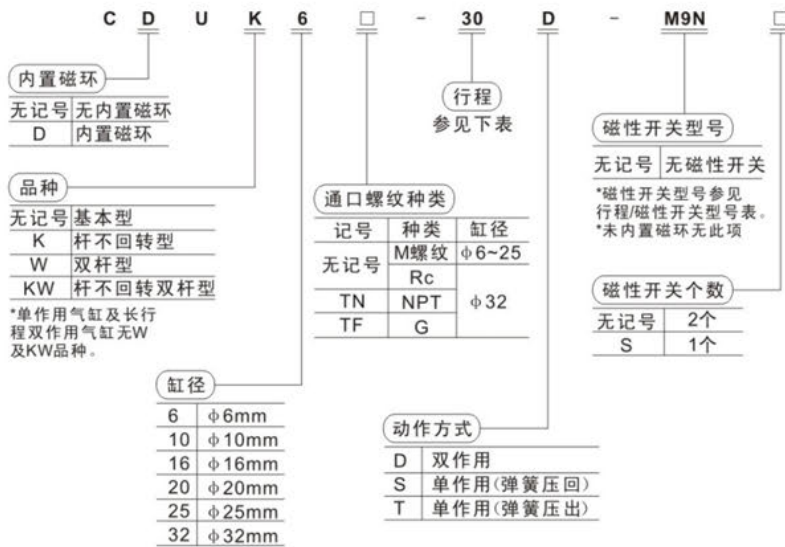 C D U K 6 □ - 30 D - M9N □
内置磁环
无记号 无内置磁环
D 内置磁环
品种
无记号 基本型
K 杆不回转型
W 双杆型
KW 杆不回转双杆型
*单作用气缸及长行
程双作用气缸无W
及KW品种。
缸径
6 φ6mm
10 φ10mm
16 φ16mm
20 φ20mm
25 φ25mm
32 φ32mm
通口螺纹种类
记号 种类 缸径
无记号 M螺纹 φ6~25
Rc
TN NPT φ32
TF G
行程
参见下表
动作方式
D 双作用
S 单作用(弹簧压回)
T 单作用(弹簧压出)
磁性开关型号
无记号 无磁性开关
*磁性开关型号参见
行程/磁性开关型号表。
*未内置磁环无此项
磁性开关个数
无记号 2个
S 1个